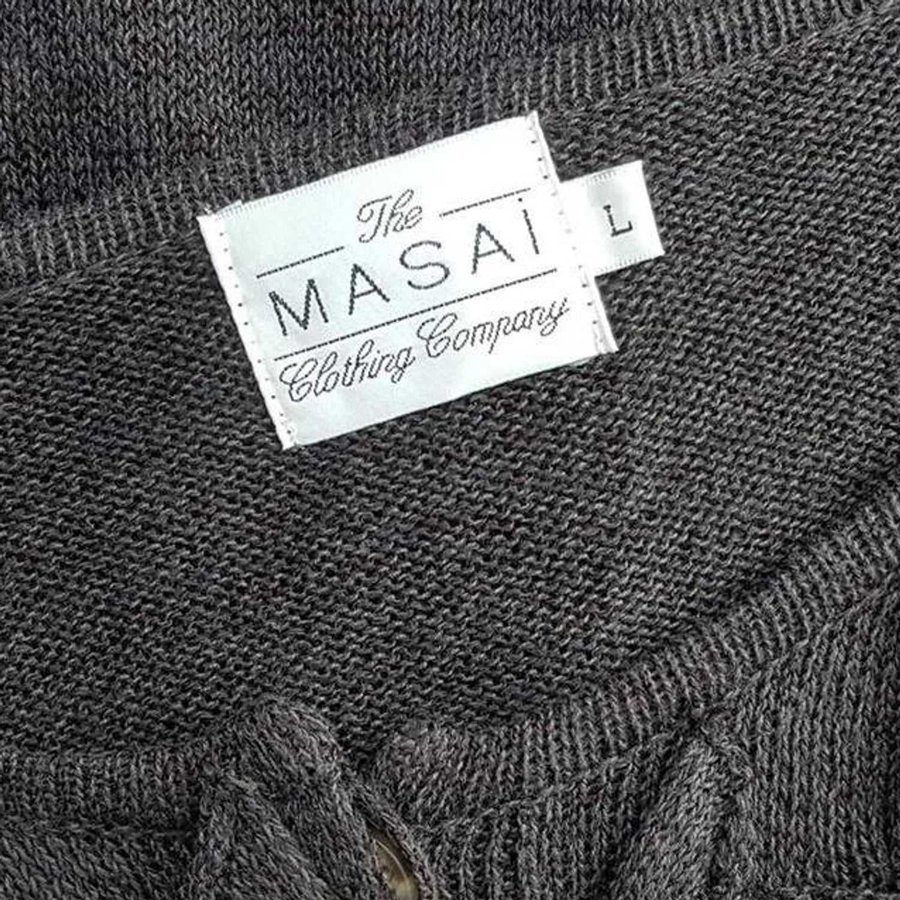 The
MASAi
Clothing Company
L